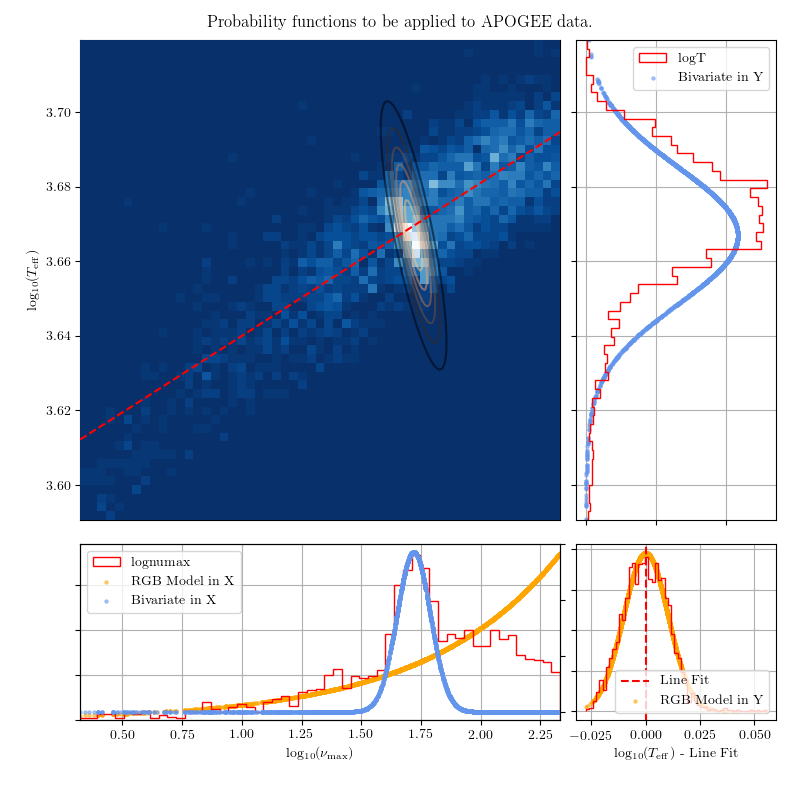 Probability functions to be applied to APOGEE data.
3.70
3.68
3.66
3.64
3.62
3.60
log10(Teff)
logT
Bivariate in Y
lognumax
RGB Model in X
Bivariate in X
0.50 0.75 1.00 1.25 1.50 1.75 2.00 2.25
log10(νmax)
Line Fit
RGB Model in Y
−0.025 0.000 0.025 0.050
log10(Teff) - Line Fit